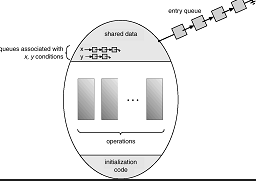 entry queue
shared data
queues associated with
x, y conditions
x
y
...
operations
initialization
code